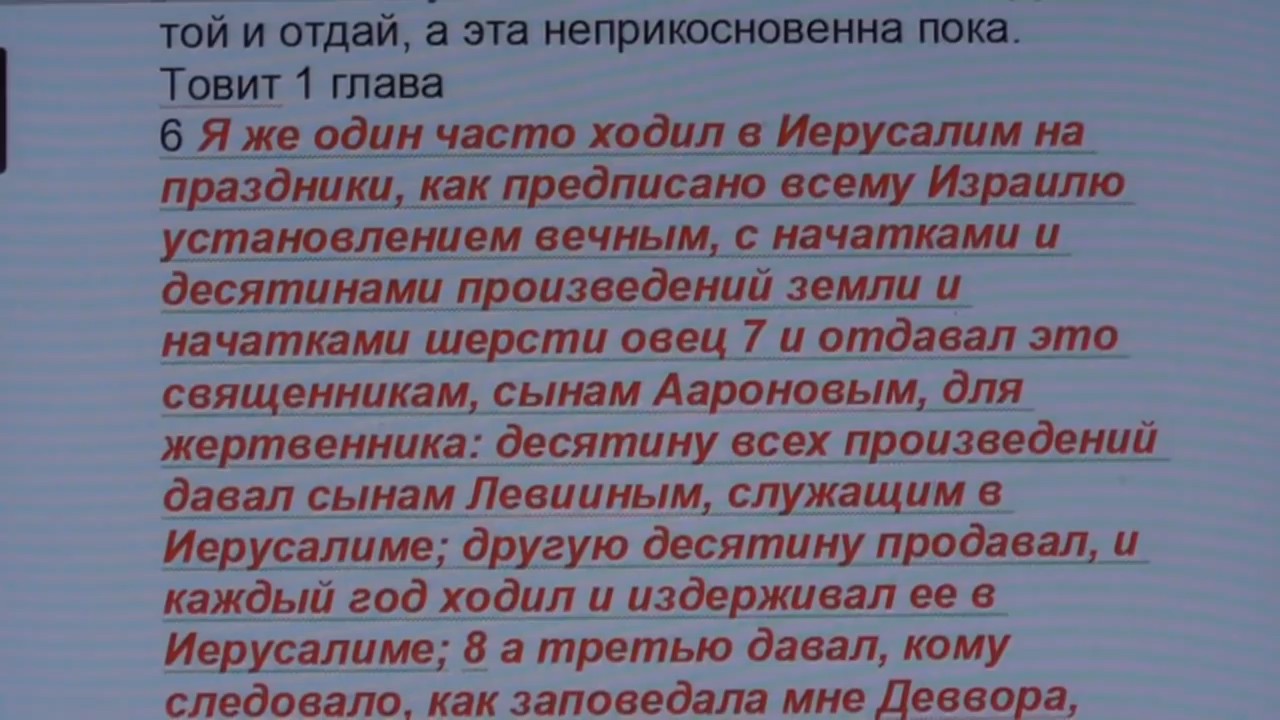 той и отдай, а эта неприкосновенна пока.
Товит 1 глава
6 Я же один часто ходил в Иерусалим на
праздники, как предписано всему Израилю
установлением вечным, с начатками и
десятинами произведений земли и
начатками шерсти овец 7 и отдавал это
священникам, сынам Аароновым, для
жертвенника: десятину всех произведений
давал сынам Левииным, служащим в
Иерусалиме; другую десятину продавал, и
каждый год ходил и издерживал ее в
Иерусалиме; 8 а третью давал, кому
следовало, как заповедала мне Деввора,